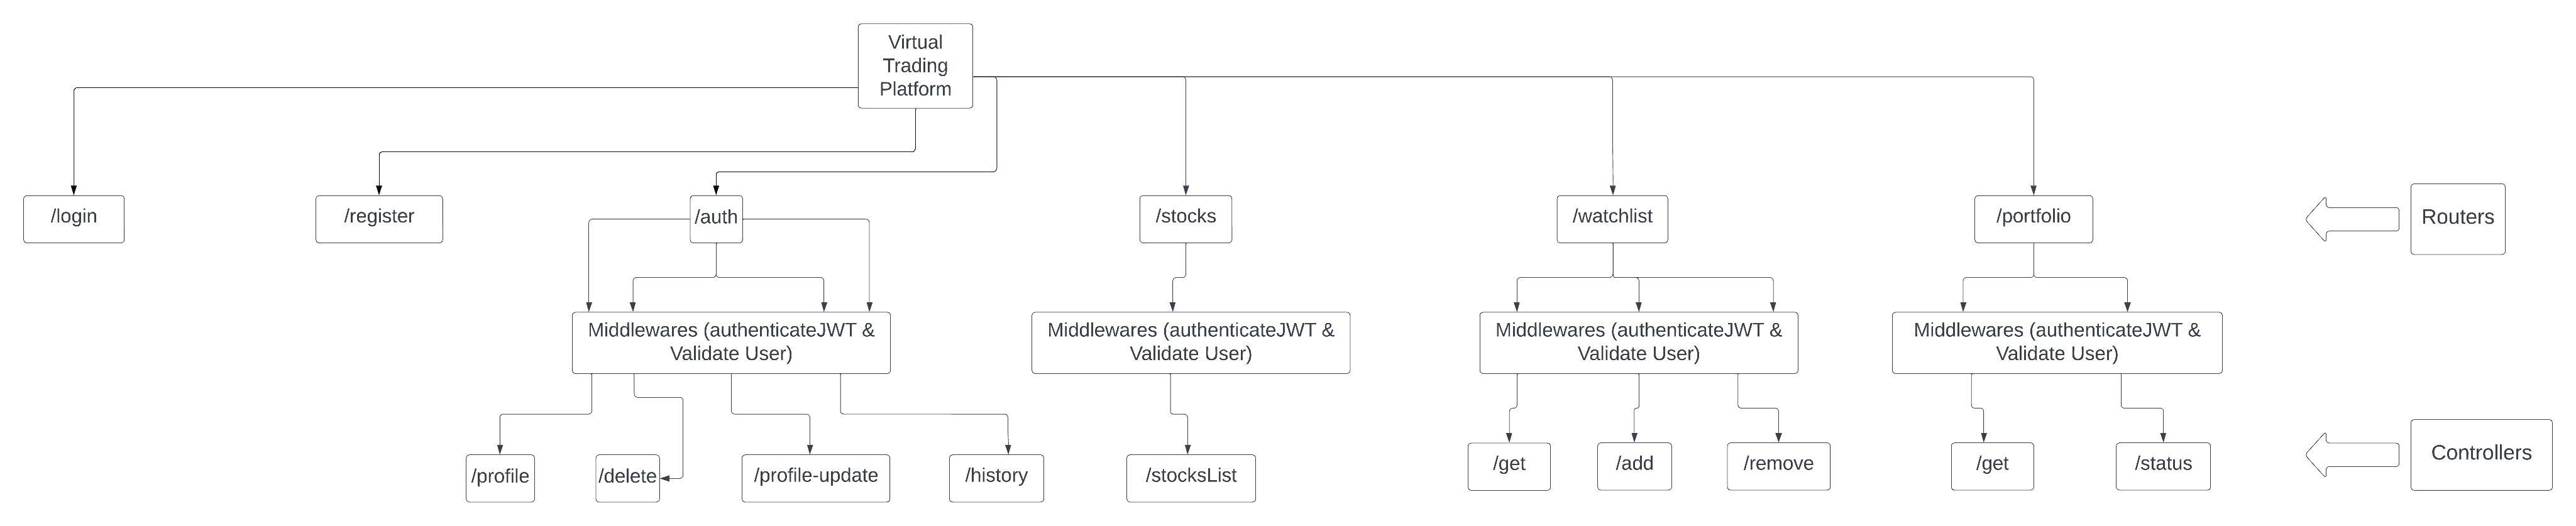 Virtual
Trading
Platform
/login
/register
/auth
/stocks
/watchlist
/portfolio
Routers
Middlewares (authenticateJWT &
Validate User)
Middlewares (authenticateJWT &
Validate User)
Middlewares (authenticateJWT &
Validate User)
Middlewares (authenticateJWT &
Validate User)
/profile
/delete
/profile-update
/history
/stocksList
/get
/add
/remove
/get
/status
Controllers